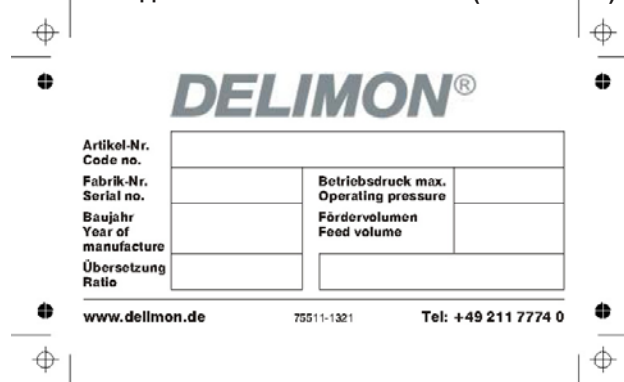 DELIMON®
Artikel-Nr.
Code no.
Fabrik-Nr.
Serial no.
Betriebsdruck max.
Operating pressure
Baujahr
Year of
manufacture
Fördervolumen
Feed volume
Übersetzung
Ratio
www.delimon.de 75511-1321 Tel: +49 211 7774 0